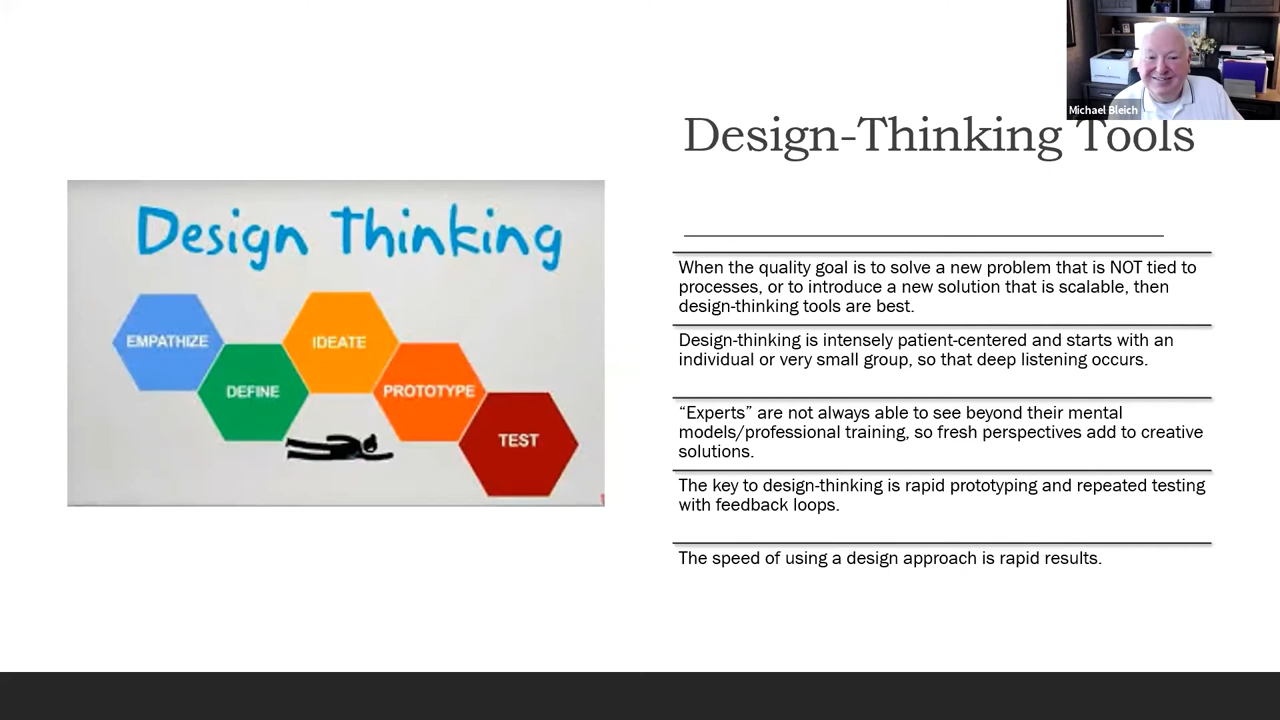 Michael Bleich
Design-Thinking Tools
Design Thinking
EMPATHIZE
DEFINE
IDEATE
PROTOTYPE
TEST
When the quality goal is to solve a new problem that is NOT tied to
processes, or to introduce a new solution that is scalable, then
design-thinking tools are best.
Design-thinking is intensely patient-centered and starts with an
individual or very small group, so that deep listening occurs.
“Experts” are not always able to see beyond their mental
models/professional training, so fresh perspectives add to creative
solutions.
The key to design-thinking is rapid prototyping and repeated testing
with feedback loops.
The speed of using a design approach is rapid results.